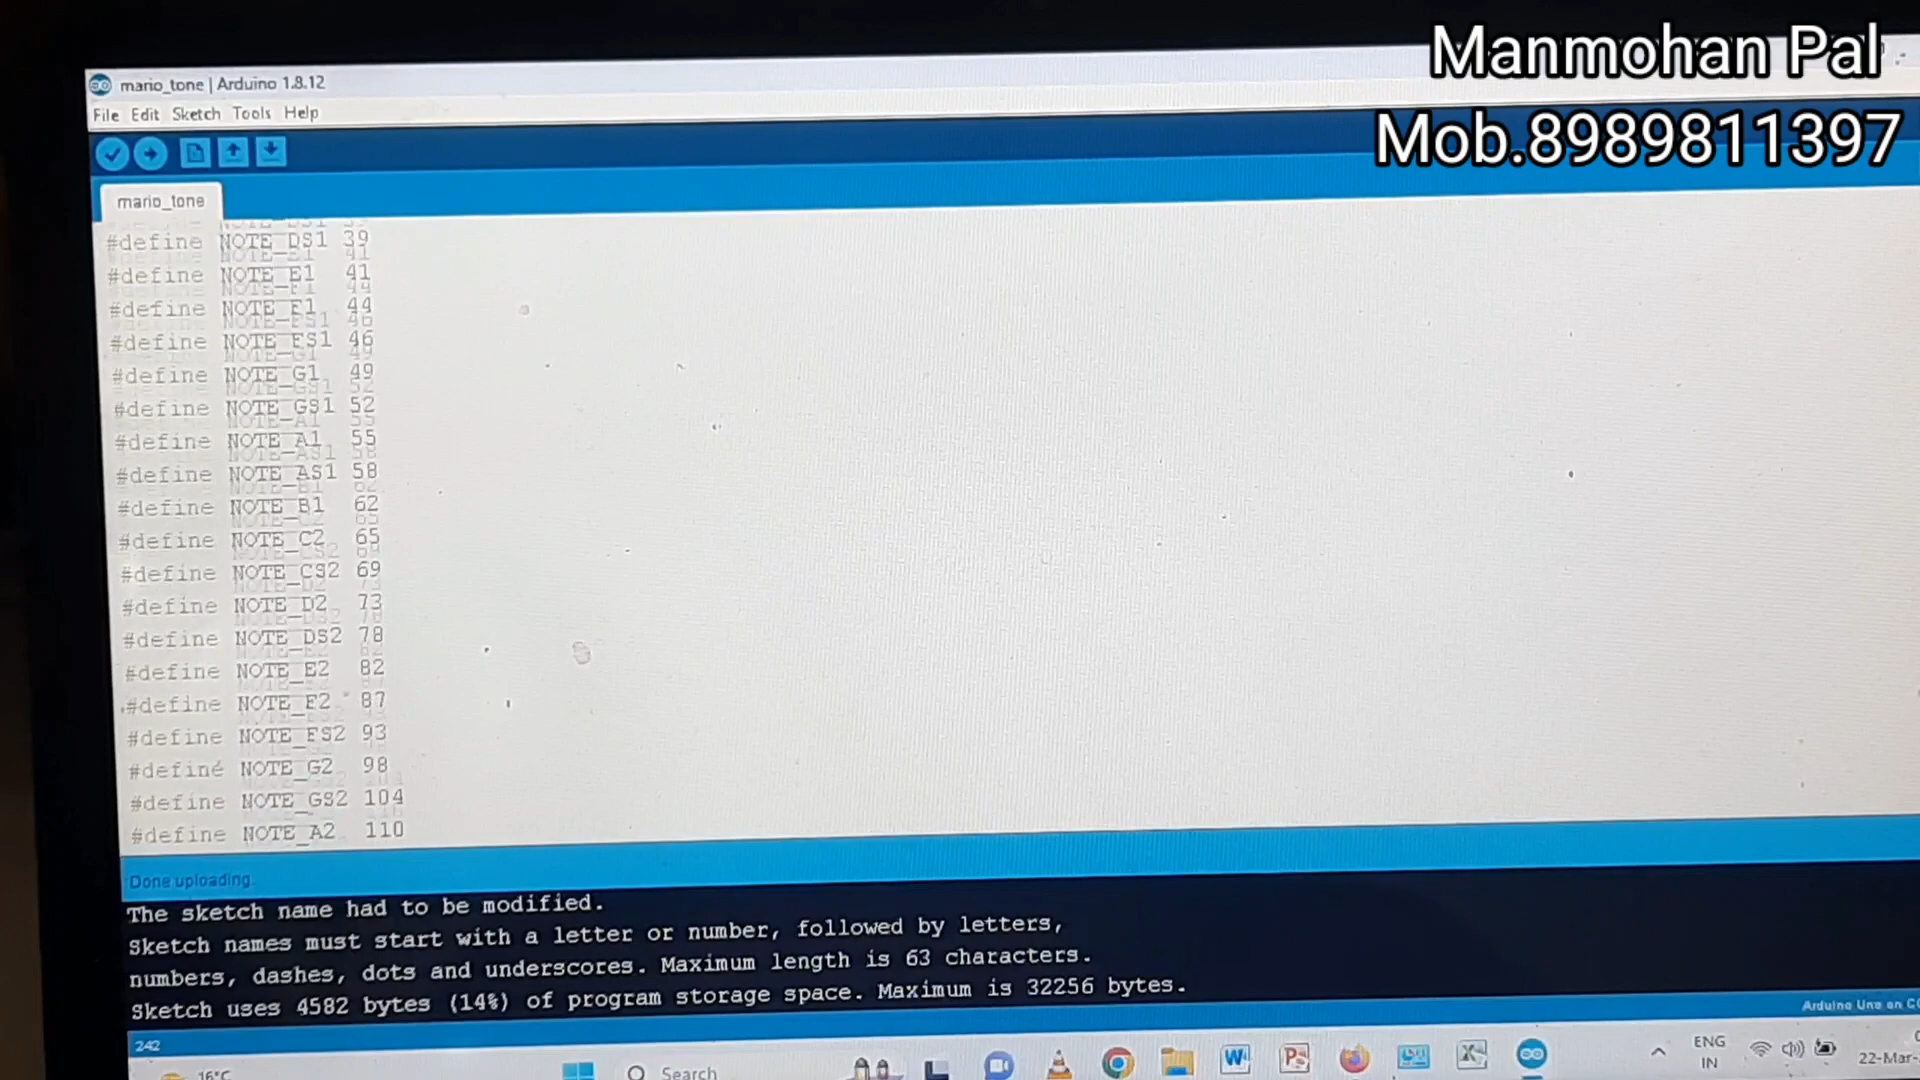 Manmohan Pal
Mob.8989811397
mario_tone | Arduino 1.8.12
File Edit Sketch Tools Help
mario_tone
#define NOTE_DS1 39
#define NOTE_E1 41
#define NOTE_F1 44
#define NOTE_FS1 46
#define NOTE_G1 49
#define NOTE_GS1 52
#define NOTE_A1 55
#define NOTE_AS1 58
#define NOTE_B1 62
#define NOTE_C2 65
#define NOTE_CS2 69
#define NOTE_D2 73
#define NOTE_DS2 78
#define NOTE_E2 82
#define NOTE_F2 87
#define NOTE_FS2 93
#define NOTE_G2 98
#define NOTE_GS2 104
#define NOTE_A2 110
Done uploading.
The sketch name had to be modified.
Sketch names must start with a letter or number, followed by letters,
numbers, dashes, dots and underscores. Maximum length is 63 characters.
Sketch uses 4582 bytes (14%) of program storage space. Maximum is 32256 bytes.
242
Arduino Uno on
16°C
Search
ENG
IN
22-Mar-